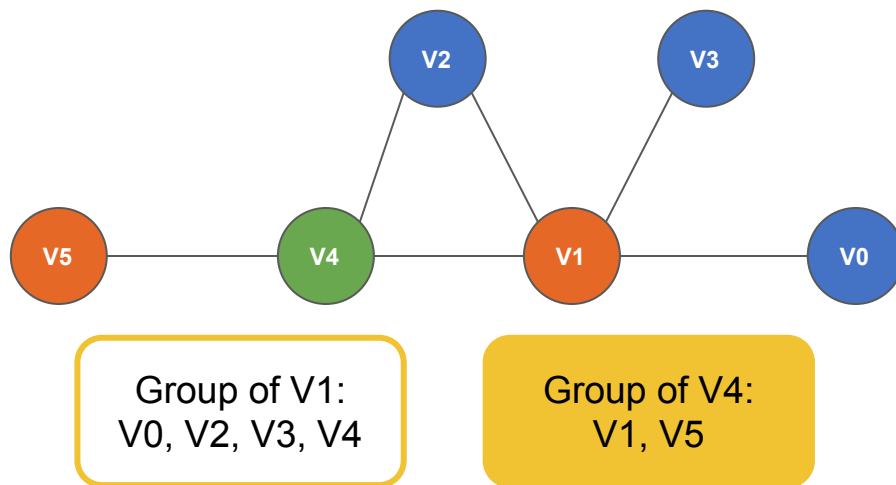 V2
V3
V5
V4
V1
V0
Group of V1:
V0, V2, V3, V4
Group of V4:
V1, V5